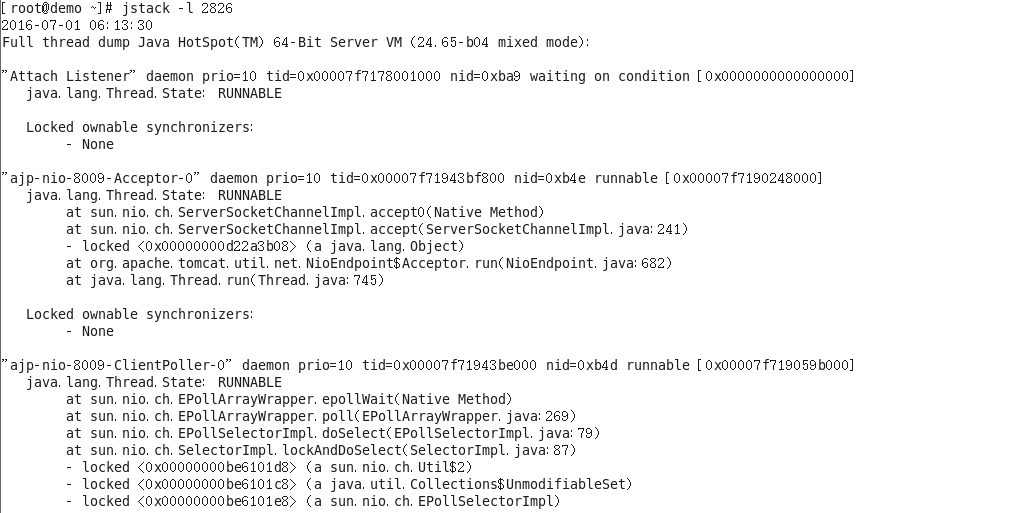 [root@demo ~]# jstack -l 2826
2016-07-01 06:13:30
Full thread dump Java HotSpot(TM) 64-Bit Server VM (24.65-b04 mixed mode):
"Attach Listener" daemon prio=10 tid=0x00007f7178001000 nid=0xba9 waiting on condition [0x0000000000000000]
java.lang.Thread.State: RUNNABLE
Locked ownable synchronizers:
- None
"ajp-nio-8009-Acceptor-0" daemon prio=10 tid=0x00007f71943bf800 nid=0xb4e runnable [0x00007f7190248000]
java.lang.Thread.State: RUNNABLE
at sun.nio.ch.ServerSocketChannelImpl.accept0(Native Method)
at sun.nio.ch.ServerSocketChannelImpl.accept(ServerSocketChannelImpl.java:241)
- locked <0x00000000d22a3b08> (a java.lang.Object)
at org.apache.tomcat.util.net.NioEndpoint$Acceptor.run(NioEndpoint.java:682)
at java.lang.Thread.run(Thread.java:745)
Locked ownable synchronizers:
- None
"ajp-nio-8009-ClientPoller-0" daemon prio=10 tid=0x00007f71943be000 nid=0xb4d runnable [0x00007f719059b000]
java.lang.Thread.State: RUNNABLE
at sun.nio.ch.EPollArrayWrapper.epollWait(Native Method)
at sun.nio.ch.EPollArrayWrapper.poll(EPollArrayWrapper.java:269)
at sun.nio.ch.EPollSelectorImpl.doSelect(EPollSelectorImpl.java:79)
at sun.nio.ch.SelectorImpl.lockAndDoSelect(SelectorImpl.java:87)
- locked <0x00000000be6101d8> (a sun.nio.ch.Util$2)
- locked <0x00000000be6101c8> (a java.util.Collections$UnmodifiableSet)
- locked <0x00000000be6101e8> (a sun.nio.ch.EPollSelectorImpl)